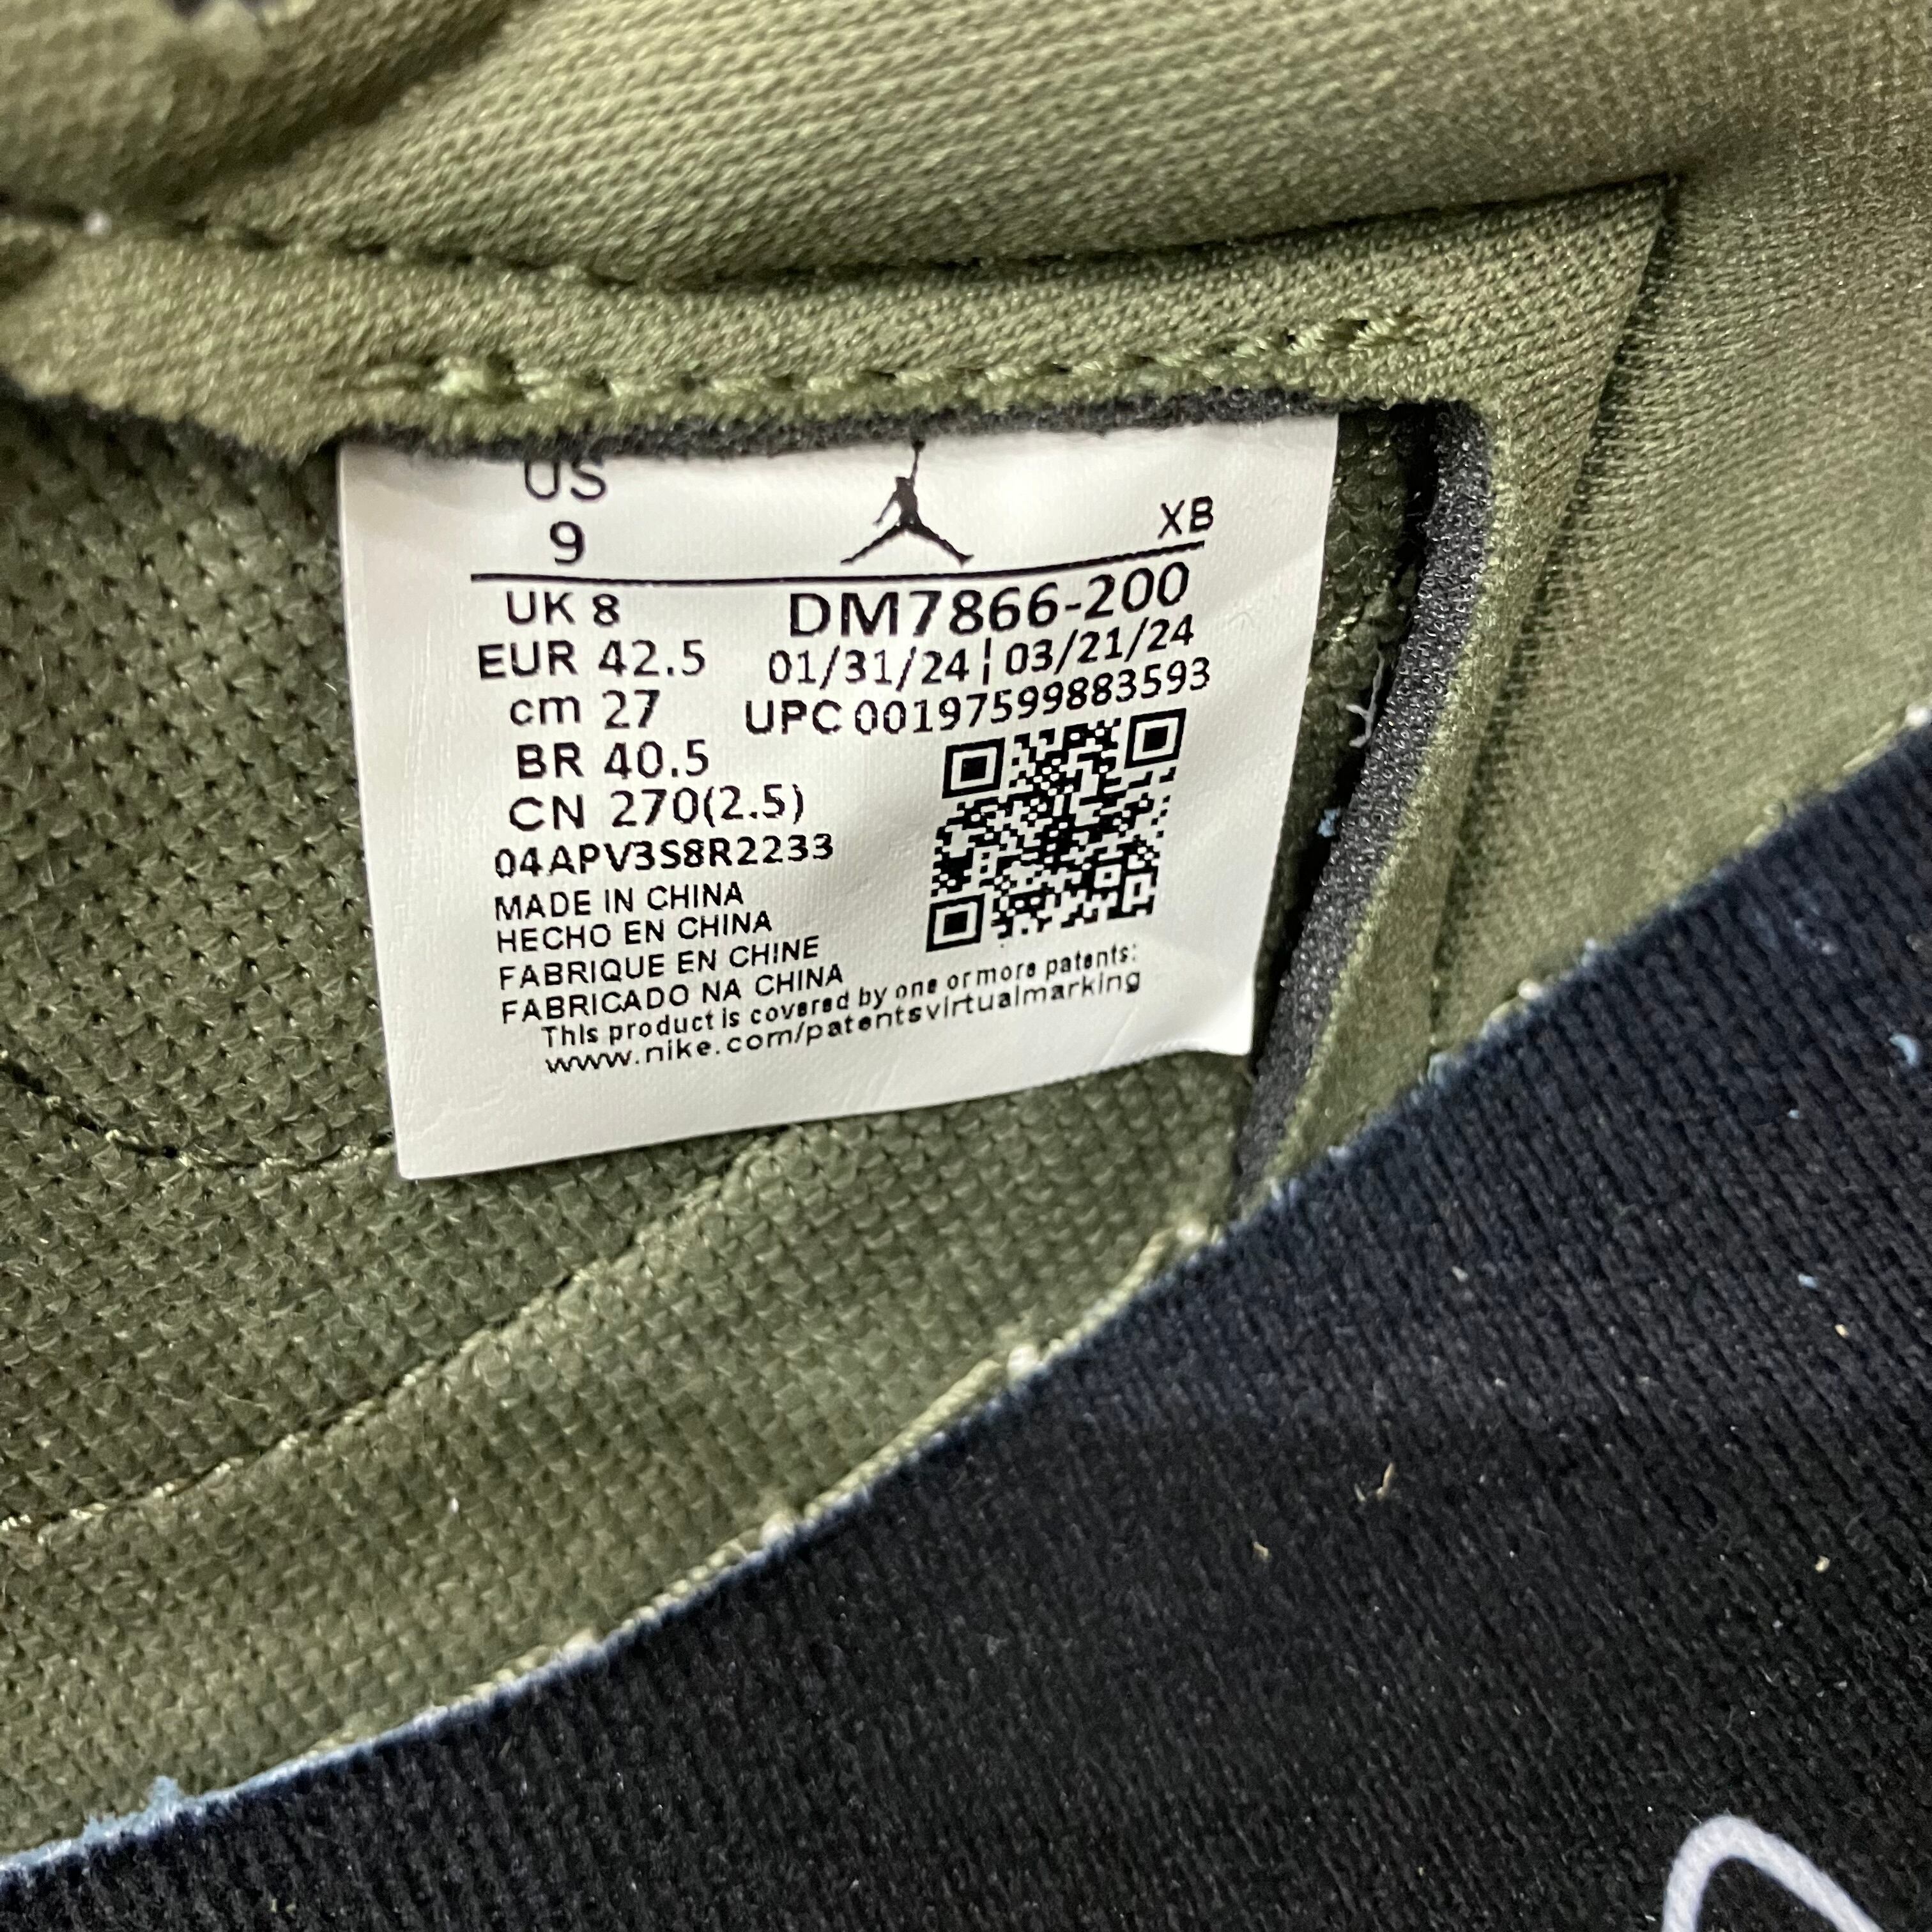 US
9
XB
UK 8
DM7866-200
EUR 42.5
01/31/24 ¦ 03/21/24
cm 27
UPC 00197599883593
BR 40.5
CN 270(2.5)
04APV3S8R2233
MADE IN CHINA
HECHO EN CHINA
FABRIQUE EN CHINE
FABRICADO NA CHINA
This product is covered by one or more patents:
www.nike.com/patentsvirtualmarking